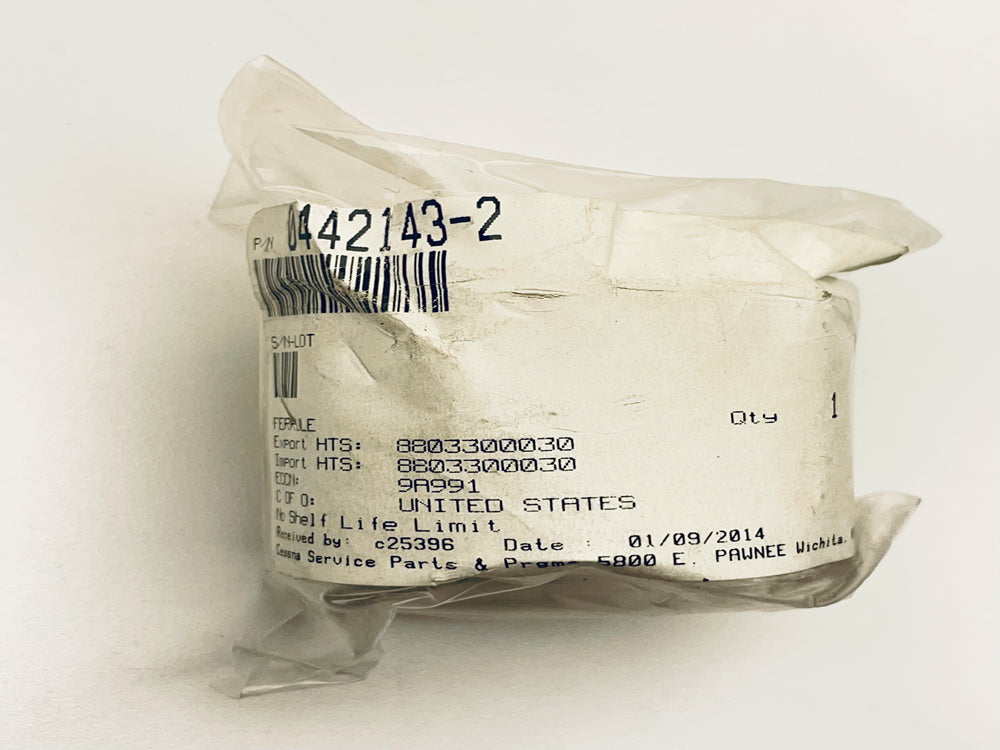 P/N 0442143-2
S/N-LOT
Qty 1
FERRULE
Export HTS: 8803300030
Import HTS: 8803300030
ECCN: 9A991
C OF O: UNITED STATES
No Shelf Life Limit
Received by: c25396 Date : 01/09/2014
Cessna Service Parts & Prgms 5800 E. PAWNEE Wichita,